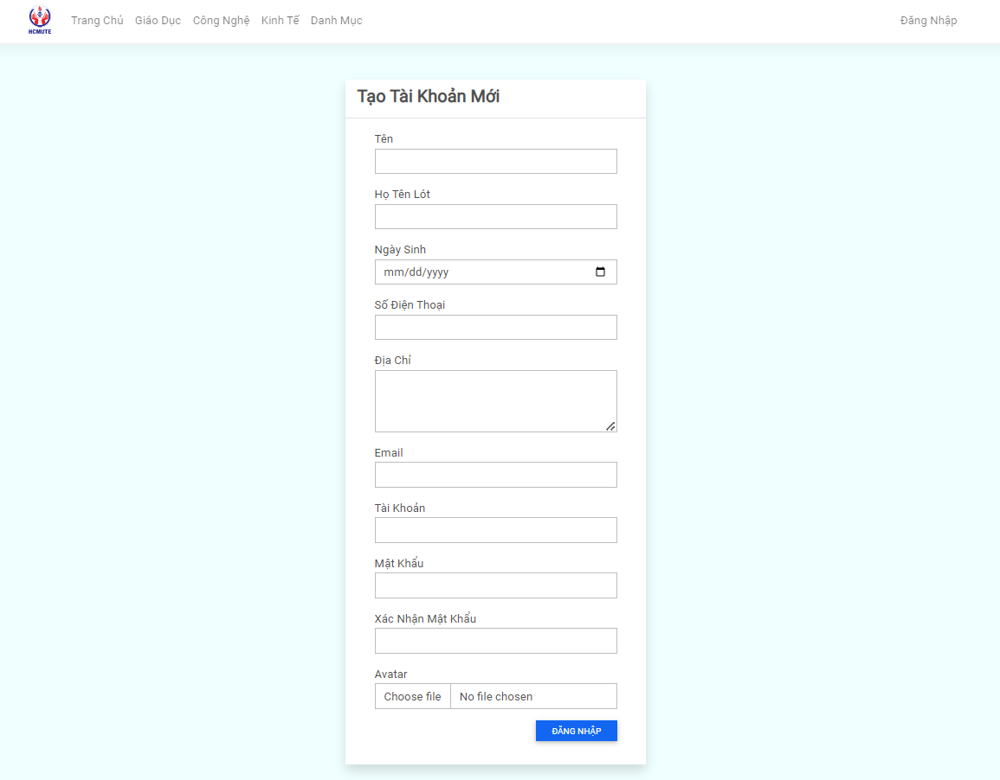 HCMUTE
Trang Chủ Giáo Dục Công Nghệ Kinh Tế Danh Mục Đăng Nhập
Tạo Tài Khoản Mới
Tên
Họ Tên Lót
Ngày Sinh
mm/dd/yyyy
Số Điện Thoại
Địa Chỉ
Email
Tài Khoản
Mật Khẩu
Xác Nhận Mật Khẩu
Avatar
Choose file No file chosen
ĐĂNG NHẬP